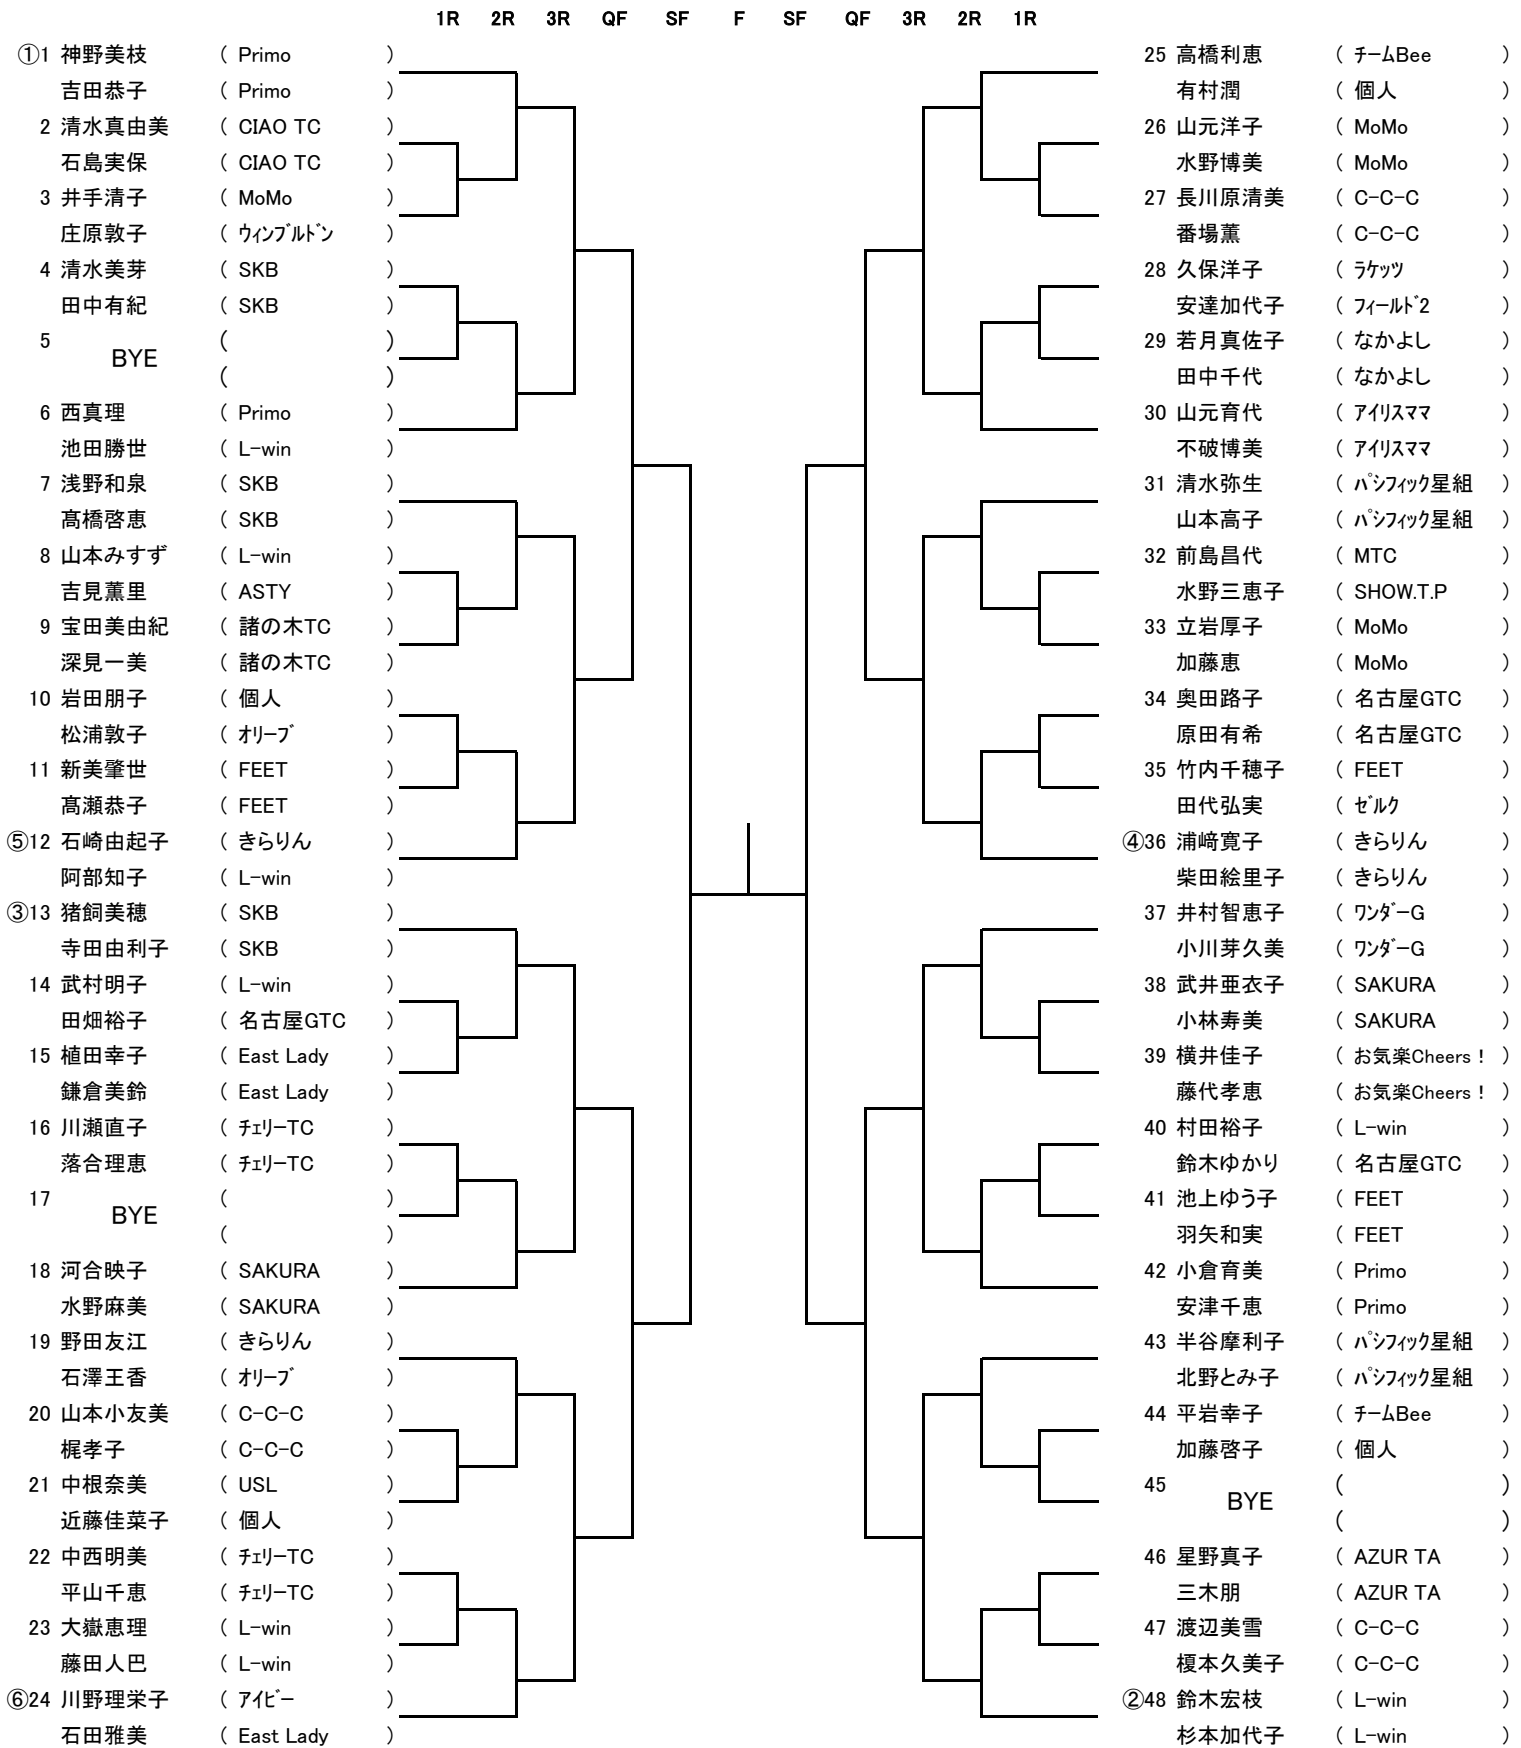 1R 2R 3R QF SF F SF QF 3R 2R 1R
①1 神野美枝 ( Primo )
吉田恭子 ( Primo )
2 清水真由美 ( CIAO TC )
石島実保 ( CIAO TC )
3 井手清子 ( MoMo )
庄原敦子 ( ｳｨﾝﾌﾞﾙﾄﾞﾝ )
4 清水美芽 ( SKB )
田中有紀 ( SKB )
5 BYE ( )
( )
6 西真理 ( Primo )
池田勝世 ( L-win )
7 浅野和泉 ( SKB )
髙橋啓恵 ( SKB )
8 山本みすず ( L-win )
吉見薫里 ( ASTY )
9 宝田美由紀 ( 諸の木TC )
深見一美 ( 諸の木TC )
10 岩田朋子 ( 個人 )
松浦敦子 ( ｵﾘｰﾌﾞ )
11 新美肇世 ( FEET )
髙瀬恭子 ( FEET )
⑤12 石崎由起子 ( きらりん )
阿部知子 ( L-win )
③13 猪飼美穂 ( SKB )
寺田由利子 ( SKB )
14 武村明子 ( L-win )
田畑裕子 ( 名古屋GTC )
15 植田幸子 ( East Lady )
鎌倉美鈴 ( East Lady )
16 川瀬直子 ( ﾁｪﾘｰTC )
落合理恵 ( ﾁｪﾘｰTC )
17 BYE ( )
( )
18 河合映子 ( SAKURA )
水野麻美 ( SAKURA )
19 野田友江 ( きらりん )
石澤王香 ( ｵﾘｰﾌﾞ )
20 山本小友美 ( C-C-C )
梶孝子 ( C-C-C )
21 中根奈美 ( USL )
近藤佳菜子 ( 個人 )
22 中西明美 ( ﾁｪﾘｰTC )
平山千恵 ( ﾁｪﾘｰTC )
23 大嶽恵理 ( L-win )
藤田人巴 ( L-win )
⑥24 川野理栄子 ( ｱｲﾋﾞｰ )
石田雅美 ( East Lady )
25 高橋利恵 ( ﾁｰﾑBee )
有村潤 ( 個人 )
26 山元洋子 ( MoMo )
水野博美 ( MoMo )
27 長川原清美 ( C-C-C )
番場薫 ( C-C-C )
28 久保洋子 ( ﾗｹｯﾂ )
安達加代子 ( ﾌｨｰﾙﾄﾞ2 )
29 若月真佐子 ( なかよし )
田中千代 ( なかよし )
30 山元育代 ( ｱｲﾘｽﾏﾏ )
不破博美 ( ｱｲﾘｽﾏﾏ )
31 清水弥生 ( ﾊﾟｼﾌｨｯｸ星組 )
山本高子 ( ﾊﾟｼﾌｨｯｸ星組 )
32 前島昌代 ( MTC )
水野三恵子 ( SHOW.T.P )
33 立岩厚子 ( MoMo )
加藤恵 ( MoMo )
34 奥田路子 ( 名古屋GTC )
原田有希 ( 名古屋GTC )
35 竹内千穂子 ( FEET )
田代弘実 ( ｾﾞﾙｸ )
④36 浦﨑寛子 ( きらりん )
柴田絵里子 ( きらりん )
37 井村智恵子 ( ﾜﾝﾀﾞｰG )
小川芽久美 ( ﾜﾝﾀﾞｰG )
38 武井亜衣子 ( SAKURA )
小林寿美 ( SAKURA )
39 横井佳子 ( お気楽Cheers！ )
藤代孝恵 ( お気楽Cheers！ )
40 村田裕子 ( L-win )
鈴木ゆかり ( 名古屋GTC )
41 池上ゆう子 ( FEET )
羽矢和実 ( FEET )
42 小倉育美 ( Primo )
安津千恵 ( Primo )
43 半谷摩利子 ( ﾊﾟｼﾌｨｯｸ星組 )
北野とみ子 ( ﾊﾟｼﾌｨｯｸ星組 )
44 平岩幸子 ( ﾁｰﾑBee )
加藤啓子 ( 個人 )
45 BYE ( )
( )
46 星野真子 ( AZUR TA )
三木朋 ( AZUR TA )
47 渡辺美雪 ( C-C-C )
榎本久美子 ( C-C-C )
②48 鈴木宏枝 ( L-win )
杉本加代子 ( L-win )